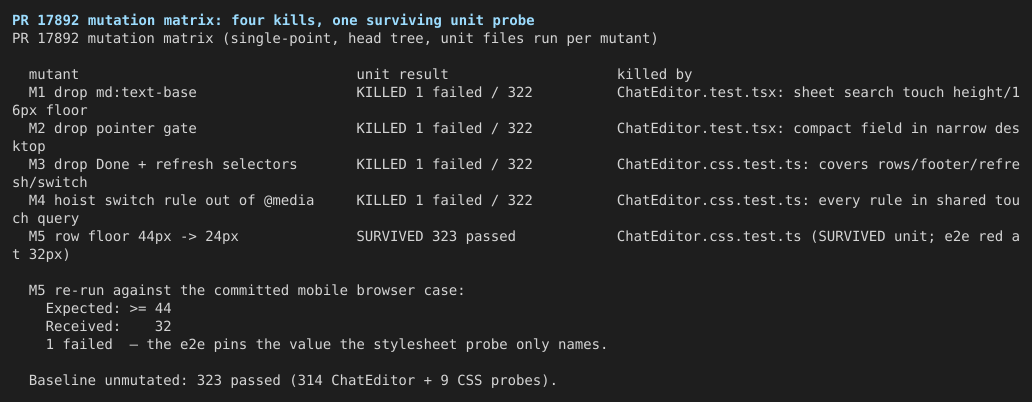 PR 17892 mutation matrix: four kills, one surviving unit probe
PR 17892 mutation matrix (single-point, head tree, unit files run per mutant)
mutant unit result killed by
M1 drop md:text-base KILLED 1 failed / 322 ChatEditor.test.tsx: sheet search touch height/1
6px floor
M2 drop pointer gate KILLED 1 failed / 322 ChatEditor.test.tsx: compact field in narrow des
ktop
M3 drop Done + refresh selectors KILLED 1 failed / 322 ChatEditor.css.test.ts: covers rows/footer/refre
sh/switch
M4 hoist switch rule out of @media KILLED 1 failed / 322 ChatEditor.css.test.ts: every rule in shared tou
ch query
M5 row floor 44px -> 24px SURVIVED 323 passed ChatEditor.css.test.ts (SURVIVED unit; e2e red a
t 32px)
M5 re-run against the committed mobile browser case:
Expected: >= 44
Received: 32
1 failed — the e2e pins the value the stylesheet probe only names.
Baseline unmutated: 323 passed (314 ChatEditor + 9 CSS probes).